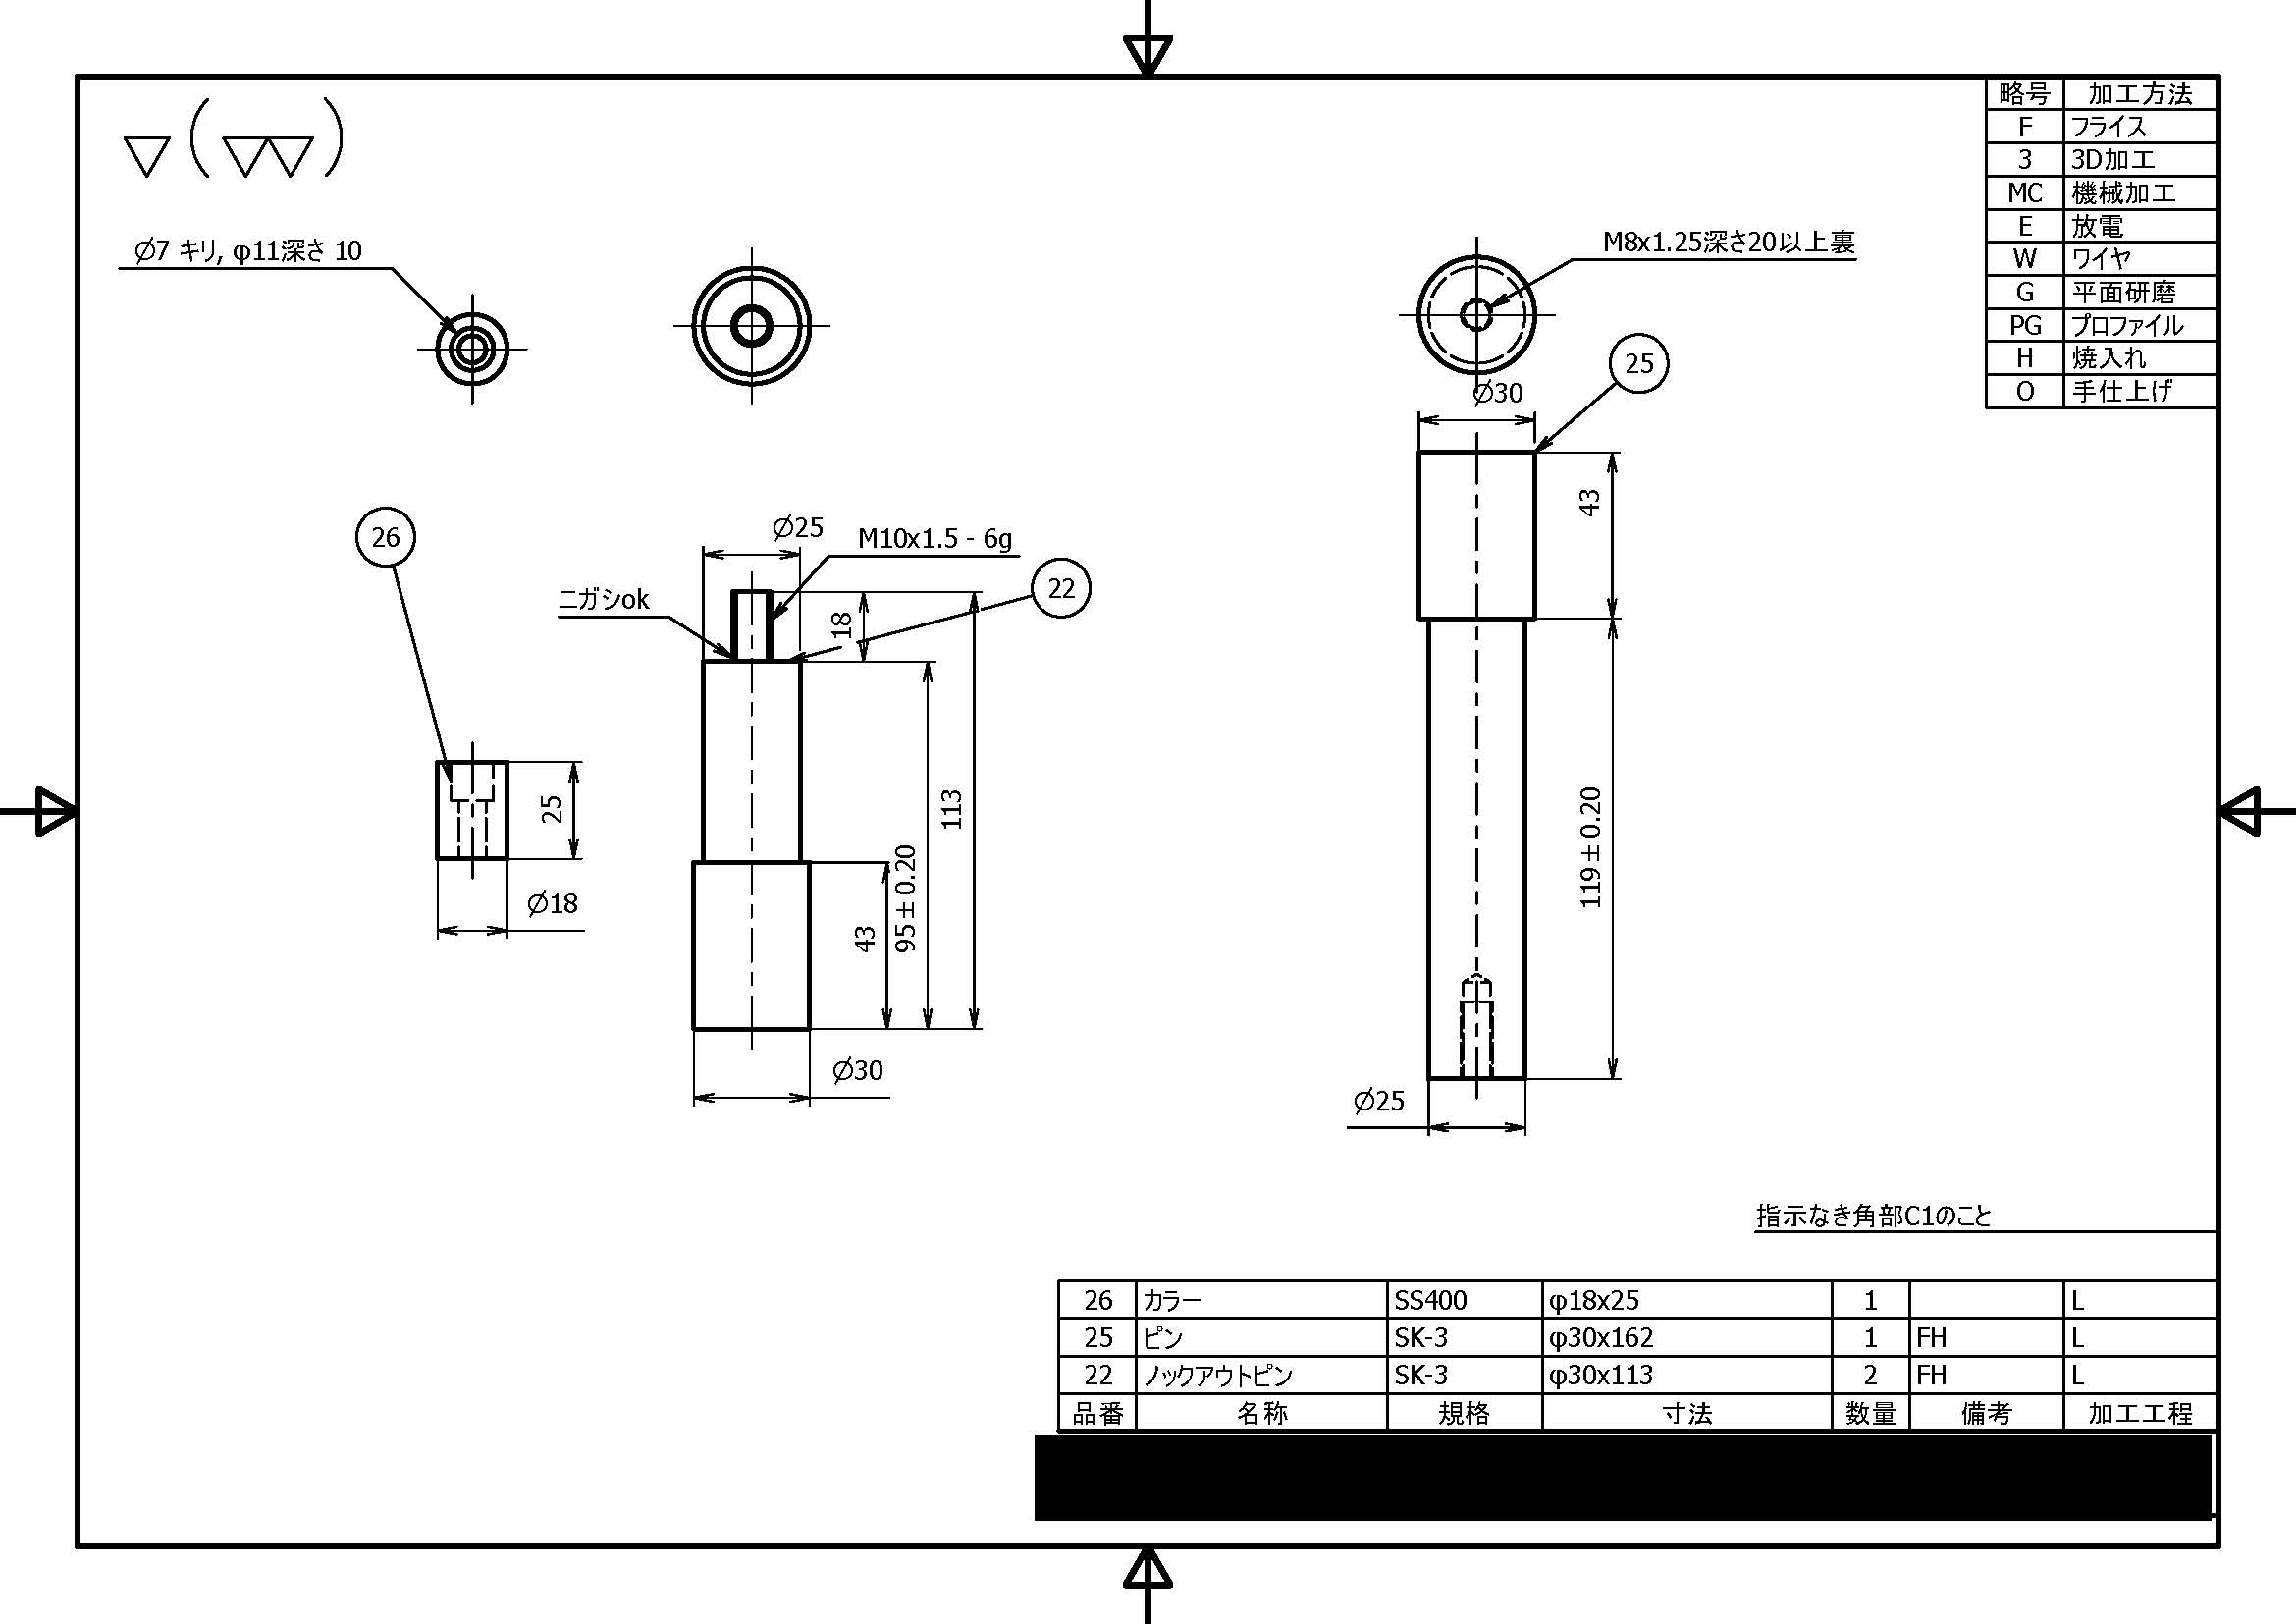 略号 加工方法
F フライス
3 3D加工
MC 機械加工
E 放電
W ワイヤ
G 平面研磨
PG プロファイル
H 焼入れ
O 手仕上げ
∅7 キリ, φ11深さ 10
M8x1.25深さ20以上裏
25
∅30
43
26
∅25
M10x1.5 - 6g
22
ニガシok
18
25
113
119±0.20
∅18
43
95±0.20
∅30
∅25
指示なき角部C1のこと
26 カラー SS400 φ18x25 1 L
25 ピン SK-3 φ30x162 1 FH L
22 ノックアウトピン SK-3 φ30x113 2 FH L
品番 名称 規格 寸法 数量 備考 加工工程